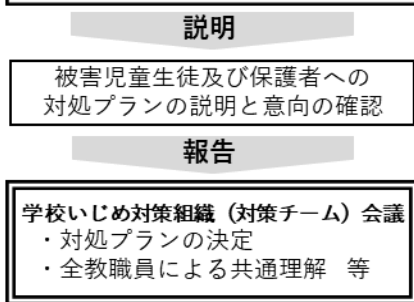 説明
被害児童生徒及び保護者への
対処プランの説明と意向の確認
報告
学校いじめ対策組織（対策チーム）会議
・対処プランの決定
・全教職員による共通理解　等